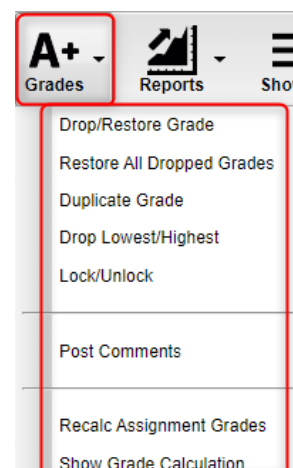 A+
Grades Reports Sho
Drop/Restore Grade
Restore All Dropped Grades
Duplicate Grade
Drop Lowest/Highest
Lock/Unlock
Post Comments
Recalc Assignment Grades
Show Grade Calculation